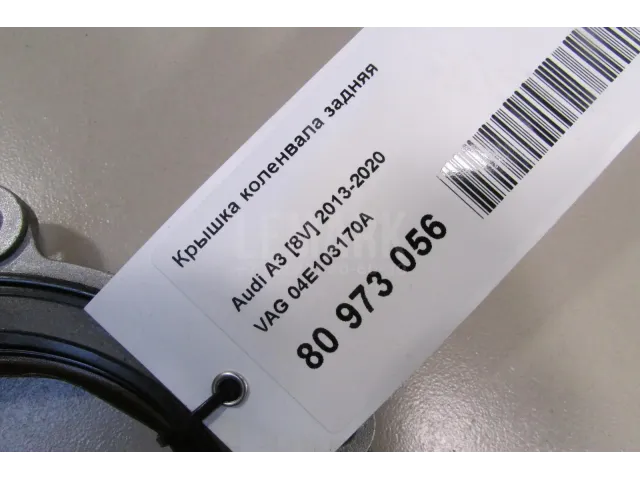 Крышка коленвала задняя
Audi A3 [8V] 2013-2020
VAG 04E103170A
80 973 056